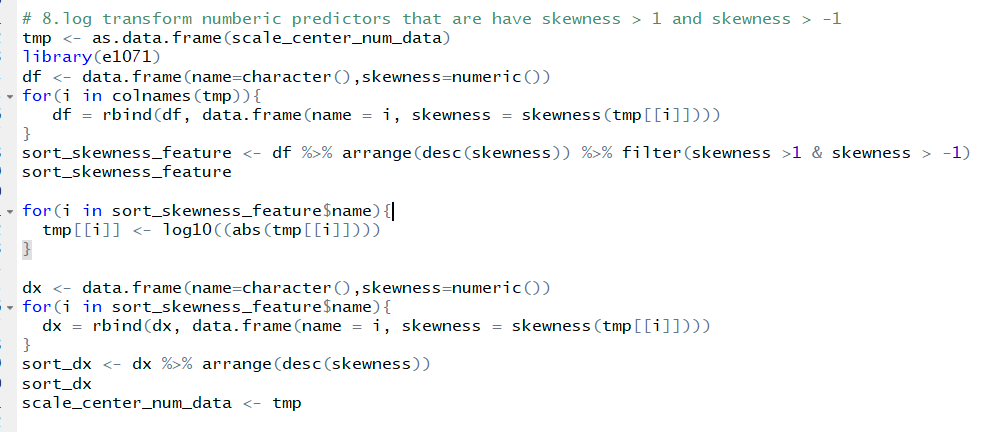 # 8.log transform numberic predictors that are have skewness > 1 and skewness > -1
tmp <- as.data.frame(scale_center_num_data)
library(e1071)
df <- data.frame(name=character(),skewness=numeric())
for(i in colnames(tmp)){
   df = rbind(df, data.frame(name = i, skewness = skewness(tmp[[i]])))
}
sort_skewness_feature <- df %>% arrange(desc(skewness)) %>% filter(skewness >1 & skewness > -1)
sort_skewness_feature
for(i in sort_skewness_feature$name){
  tmp[[i]] <- log10((abs(tmp[[i]])))
}
dx <- data.frame(name=character(),skewness=numeric())
for(i in sort_skewness_feature$name){
  dx = rbind(dx, data.frame(name = i, skewness = skewness(tmp[[i]])))
}
sort_dx <- dx %>% arrange(desc(skewness))
sort_dx
scale_center_num_data <- tmp